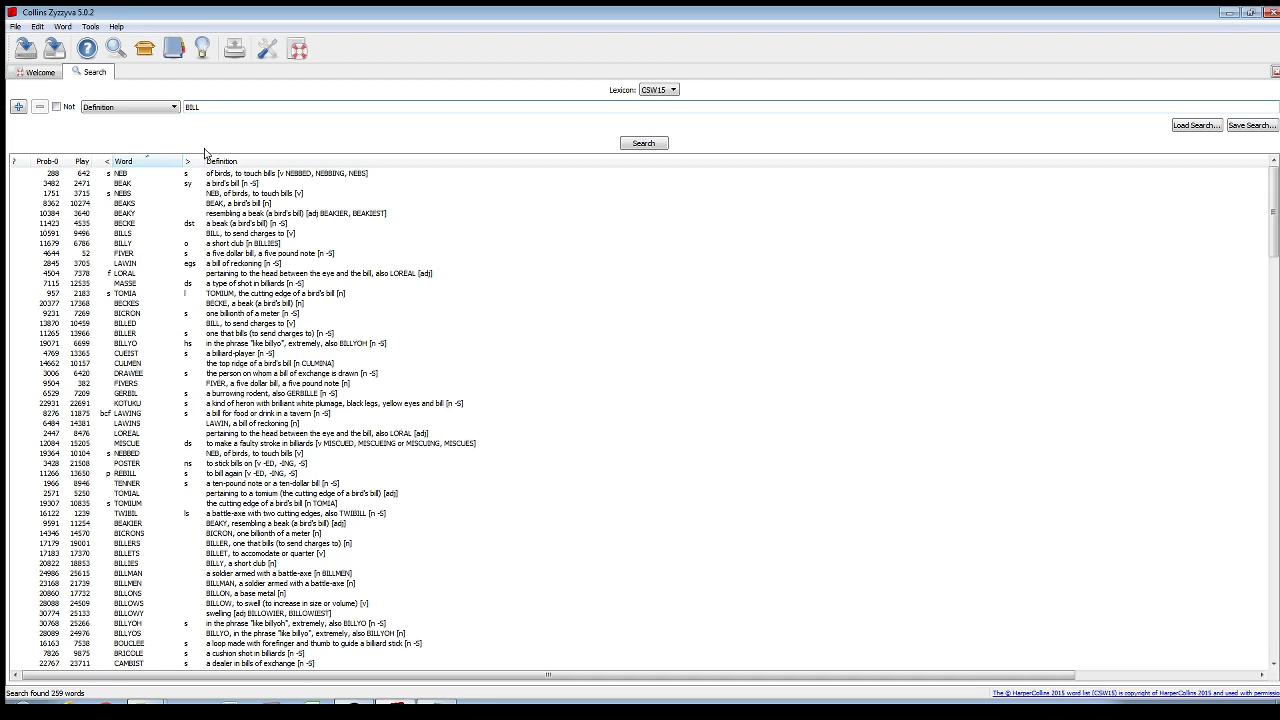 Collins Zyzzyva 5.0.2
File Edit Word Tools Help
Welcome Search
Lexicon: CSW15
Not Definition BILL
Load Search... Save Search...
Search
? Prob-0 Play < Word > Definition
288 642 s NEB s of birds, to touch bills [v NEBBED, NEBBING, NEBS]
3482 2471 BEAK sy a bird's bill [n -S]
1751 3715 s NEBS NEB, of birds, to touch bills [v]
8362 10274 BEAKS BEAK, a bird's bill [n]
10384 3640 BEAKY resembling a beak (a bird's bill) [adj BEAKIER, BEAKIEST]
11423 4535 BECKE dst a beak (a bird's bill) [n -S]
10591 9496 BILLS BILL, to send charges to [v]
11679 6786 BILLY o a short club [n BILLIES]
4644 52 FIVER s a five dollar bill, a five pound note [n -S]
2845 3705 LAWIN egs a bill of reckoning [n -S]
4504 7378 f LORAL pertaining to the head between the eye and the bill, also LOREAL [adj]
7115 12535 MASSE ds a type of shot in billiards [n -S]
957 2183 s TOMIA l TOMIUM, the cutting edge of a bird's bill [n]
20377 17368 BECKES BECKE, a beak (a bird's bill) [n]
9231 7269 BICRON s one billionth of a meter [n -S]
13870 10459 BILLED BILL, to send charges to [v]
11265 13966 BILLER s one that bills (to send charges to) [n -S]
19071 6699 BILLYO hs in the phrase "like billyo", extremely, also BILLYOH [n -S]
4769 13365 CUEIST s a billiard-player [n -S]
14662 10157 CULMEN the top ridge of a bird's bill [n CULMINA]
3006 6420 DRAWEE s the person on whom a bill of exchange is drawn [n -S]
9504 382 FIVERS FIVER, a five dollar bill, a five pound note [n]
6529 7209 GERBIL s a burrowing rodent, also GERBILLE [n -S]
22931 22691 KOTUKU s a kind of heron with brilliant white plumage, black legs, yellow eyes and bill [n -S]
8276 11875 bcf LAWING s a bill for food or drink in a tavern [n -S]
6484 14381 LAWINS LAWIN, a bill of reckoning [n]
2447 8476 LOREAL pertaining to the head between the eye and the bill, also LORAL [adj]
12084 15205 MISCUE ds to make a faulty stroke in billiards [v MISCUED, MISCUEING or MISCUING, MISCUES]
19364 10104 s NEBBED NEB, of birds, to touch bills [v]
3428 21508 POSTER ns to stick bills on [v -ED, -ING, -S]
11266 13650 p REBILL s to bill again [v -ED, -ING, -S]
1966 8946 TENNER s a ten-pound note or a ten-dollar bill [n -S]
2571 5250 TOMIAL pertaining to a tomium (the cutting edge of a bird's bill) [adj]
19307 10835 s TOMIUM the cutting edge of a bird's bill [n TOMIA]
16122 1239 TWIBIL ls a battle-axe with two cutting edges, also TWIBILL [n -S]
9591 11254 BEAKIER BEAKY, resembling a beak (a bird's bill) [adj]
14346 14570 BICRONS BICRON, one billionth of a meter [n]
17179 19001 BILLERS BILLER, one that bills (to send charges to) [n]
17183 17370 BILLETS BILLET, to accomodate or quarter [v]
20822 18853 BILLIES BILLY, a short club [n]
24986 25615 BILLMAN a soldier armed with a battle-axe [n BILLMEN]
23168 21739 BILLMEN BILLMAN, a soldier armed with a battle-axe [n]
20860 17732 BILLONS BILLON, a base metal [n]
28088 24509 BILLOWS BILLOW, to swell (to increase in size or volume) [v]
30774 25133 BILLOWY swelling [adj BILLOWIER, BILLOWIEST]
30768 25266 BILLYOH s in the phrase "like billyoh", extremely, also BILLYO [n -S]
28089 24976 BILLYOS BILLYO, in the phrase "like billyo", extremely, also BILLYOH [n]
16163 7538 BOUCLEE s a loop made with forefinger and thumb to guide a billiard stick [n -S]
7826 9875 BRICOLE s a cushion shot in billiards [n -S]
22767 23711 CAMBIST s a dealer in bills of exchange [n -S]
Search found 259 words
The © HarperCollins 2015 word list (CSW15) is copyright of HarperCollins 2015 and used with permissio